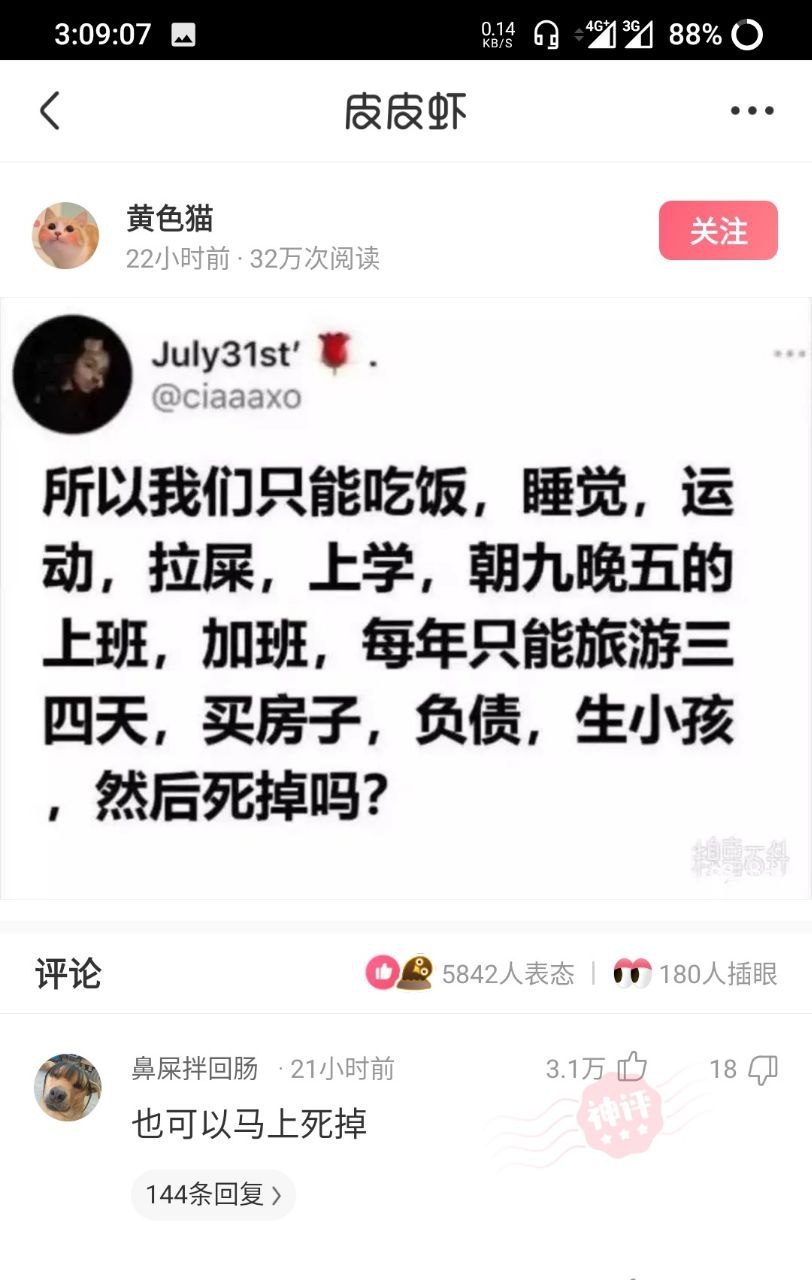 3:09:07 0.14 KB/S 4G+ 3G 88%
皮皮虾
黄色猫
22小时前 · 32万次阅读
关注
July31st’ .
@ciaaaxo
所以我们只能吃饭，睡觉，运
动，拉屎，上学，朝九晚五的
上班，加班，每年只能旅游三
四天，买房子，负债，生小孩
，然后死掉吗？
评论 5842人表态 | 180人插眼
鼻屎拌回肠 · 21小时前 3.1万 18
也可以马上死掉
神评
144条回复 >